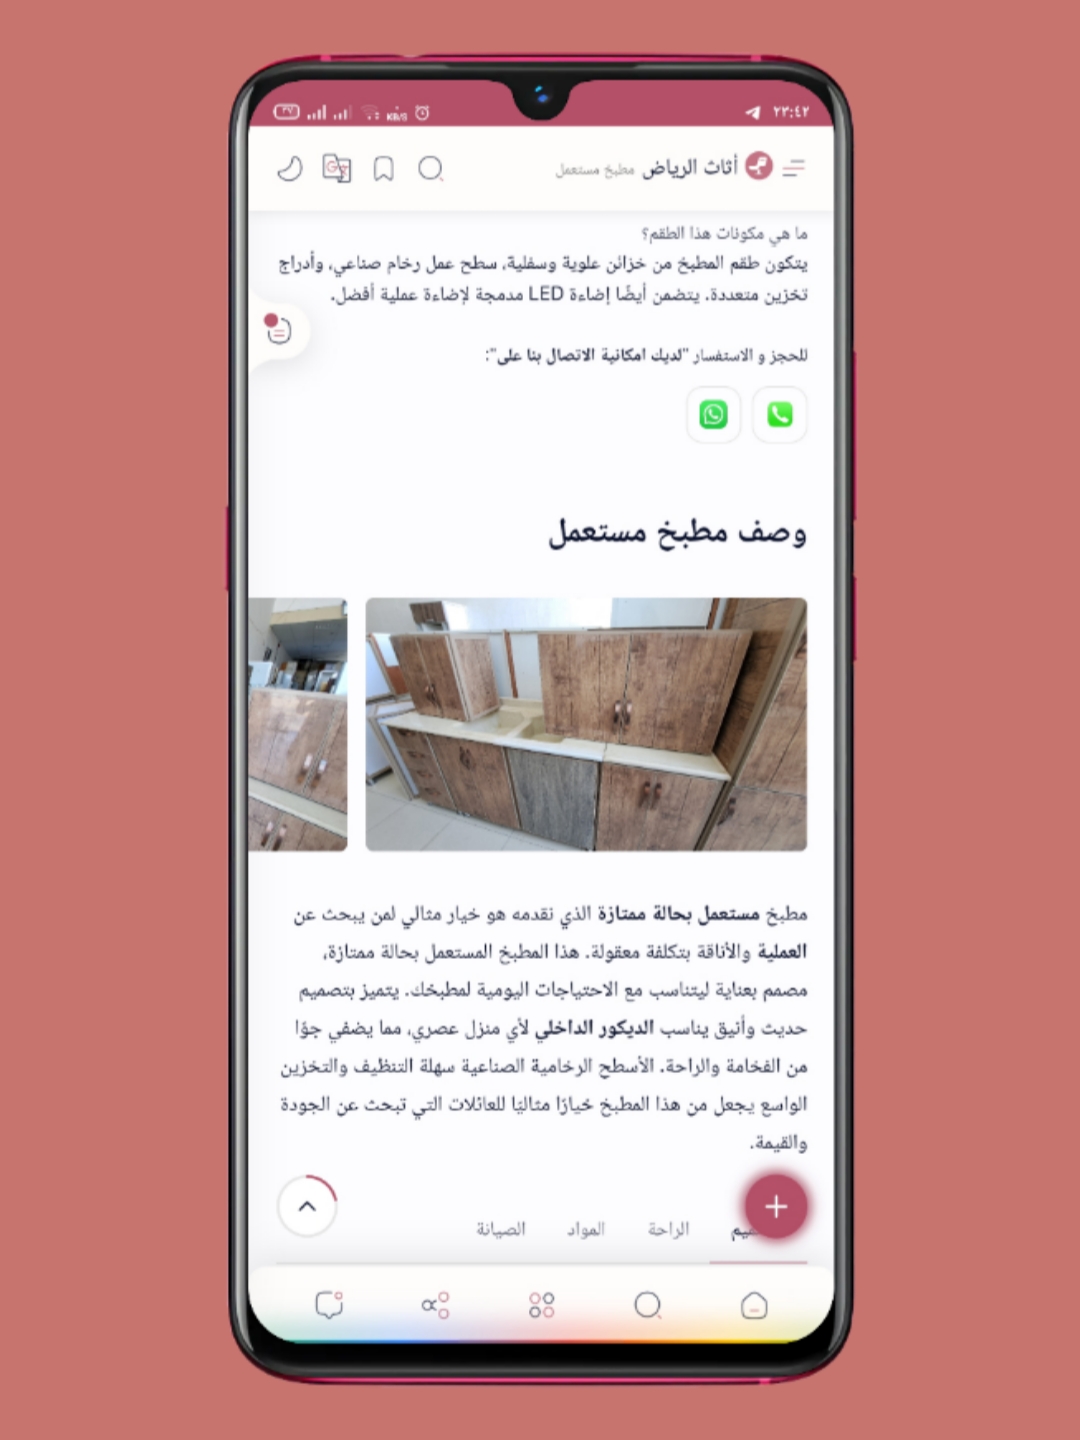 ٢٣:٤٢
٢٧
KB/S
أثاث الرياض مطبخ مستعمل
ما هي مكونات هذا الطقم؟
يتكون طقم المطبخ من خزائن علوية وسفلية، سطح عمل رخام صناعي، وأدراج
تخزين متعددة. يتضمن أيضًا إضاءة LED مدمجة لإضاءة عملية أفضل.
للحجز و الاستفسار "لديك امكانية الاتصال بنا على":
وصف مطبخ مستعمل
مطبخ مستعمل بحالة ممتازة الذي نقدمه هو خيار مثالي لمن يبحث عن
العملية والأناقة بتكلفة معقولة. هذا المطبخ المستعمل بحالة ممتازة،
مصمم بعناية ليتناسب مع الاحتياجات اليومية لمطبخك. يتميز بتصميم
حديث وأنيق يناسب الديكور الداخلي لأي منزل عصري، مما يضفي جوًا
من الفخامة والراحة. الأسطح الرخامية الصناعية سهلة التنظيف والتخزين
الواسع يجعل من هذا المطبخ خيارًا مثاليًا للعائلات التي تبحث عن الجودة
والقيمة.
الراحة المواد الصيانة